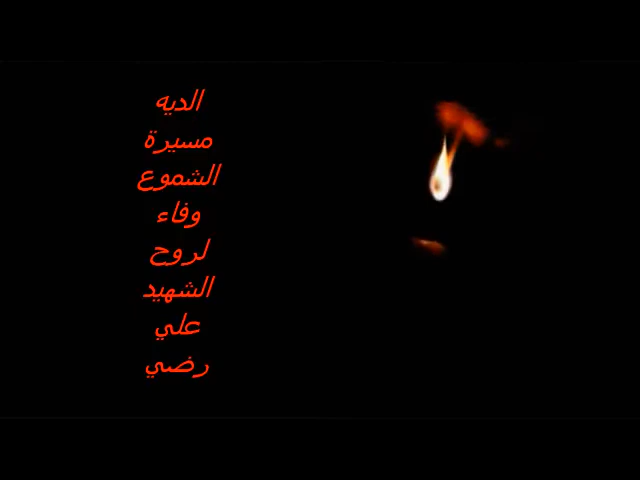 الديه
مسيرة
الشموع
وفاء
لروح
الشهيد
علي
رضي